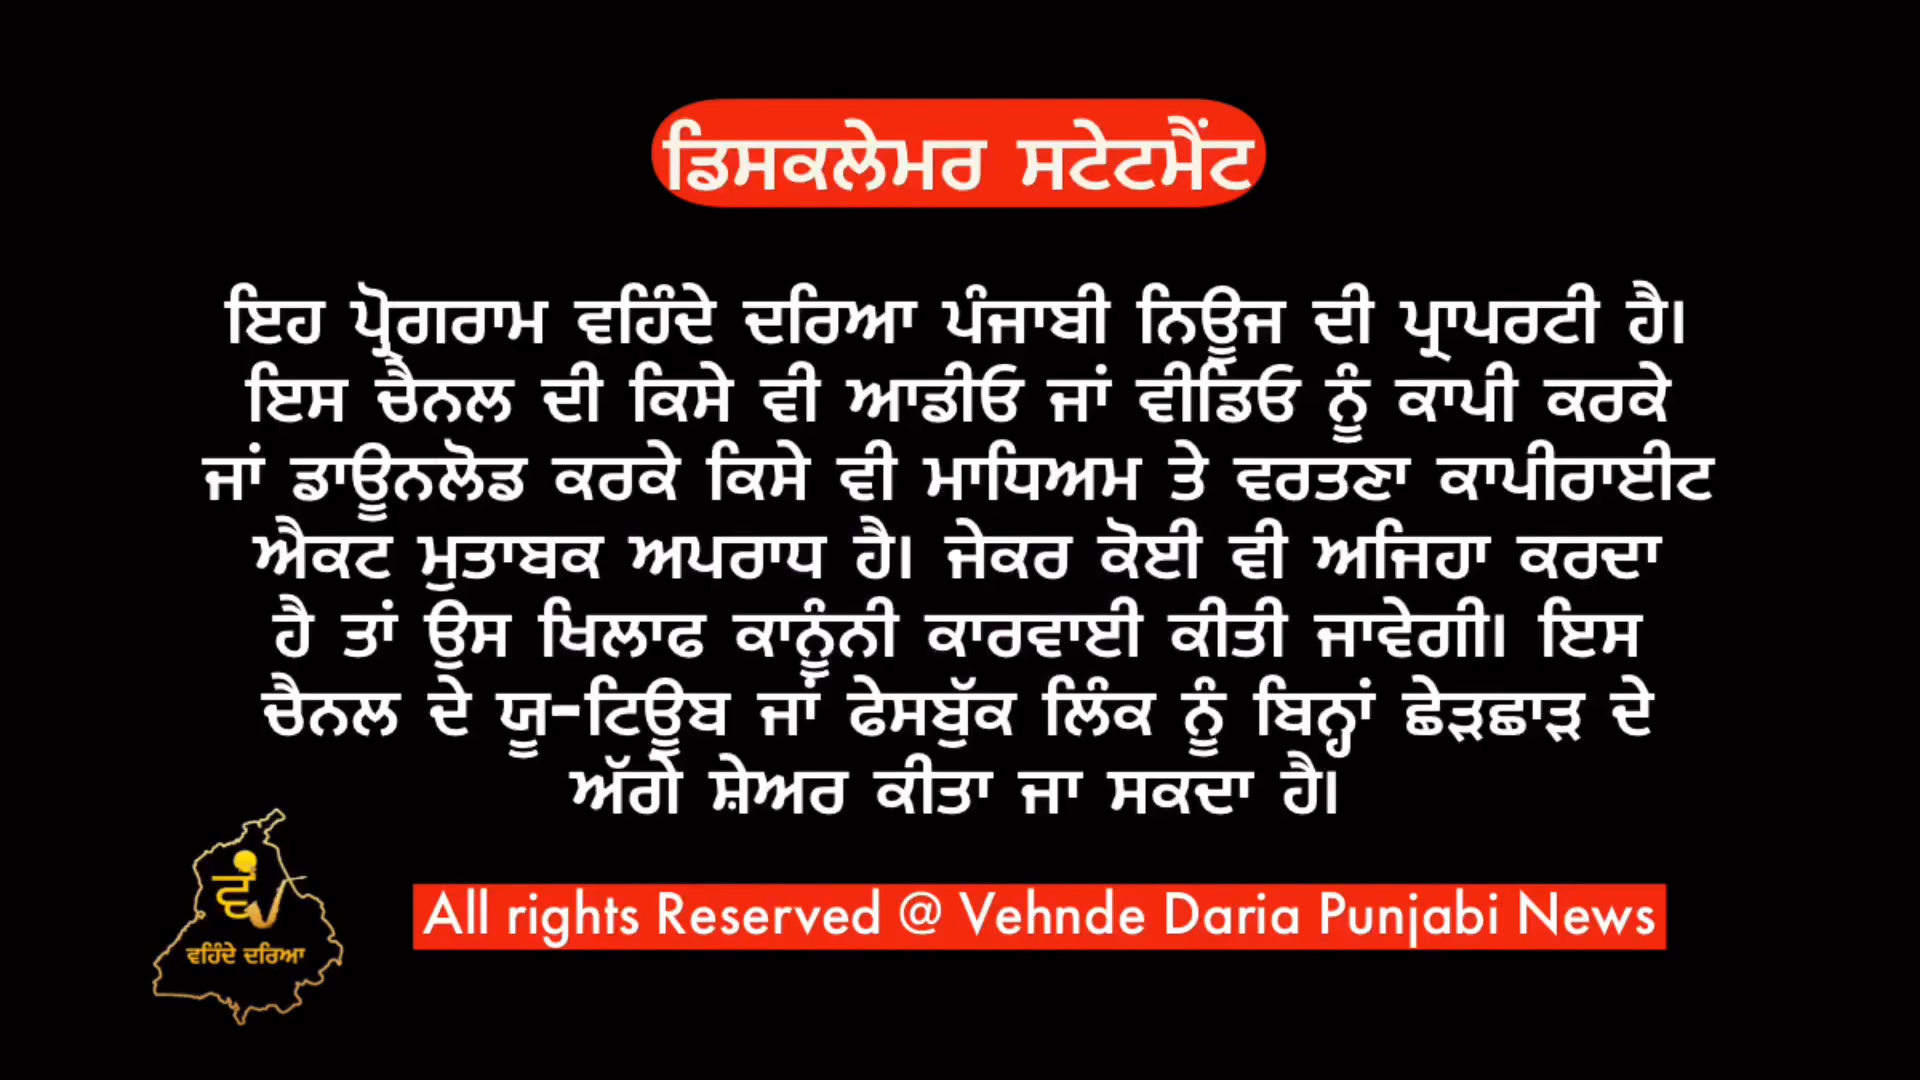 ਡਿਸਕਲੇਮਰ ਸਟੇਟਮੈਂਟ
ਇਹ ਪ੍ਰੋਗਰਾਮ ਵਹਿੰਦੇ ਦਰਿਆ ਪੰਜਾਬੀ ਨਿਊਜ ਦੀ ਪ੍ਰਾਪਰਟੀ ਹੈ।
ਇਸ ਚੈਨਲ ਦੀ ਕਿਸੇ ਵੀ ਆਡੀਓ ਜਾਂ ਵੀਡਿਓ ਨੂੰ ਕਾਪੀ ਕਰਕੇ
ਜਾਂ ਡਾਊਨਲੋਡ ਕਰਕੇ ਕਿਸੇ ਵੀ ਮਾਧਿਅਮ ਤੇ ਵਰਤਣਾ ਕਾਪੀਰਾਈਟ
ਐਕਟ ਮੁਤਾਬਕ ਅਪਰਾਧ ਹੈ। ਜੇਕਰ ਕੋਈ ਵੀ ਅਜਿਹਾ ਕਰਦਾ
ਹੈ ਤਾਂ ਉਸ ਖਿਲਾਫ ਕਾਨੂੰਨੀ ਕਾਰਵਾਈ ਕੀਤੀ ਜਾਵੇਗੀ। ਇਸ
ਚੈਨਲ ਦੇ ਯੂ-ਟਿਊਬ ਜਾਂ ਫੇਸਬੁੱਕ ਲਿੰਕ ਨੂੰ ਬਿਨ੍ਹਾਂ ਛੇੜਛਾੜ ਦੇ
ਅੱਗੇ ਸ਼ੇਅਰ ਕੀਤਾ ਜਾ ਸਕਦਾ ਹੈ।
ਵਹਿੰਦੇ ਦਰਿਆ
All rights Reserved @ Vehnde Daria Punjabi News